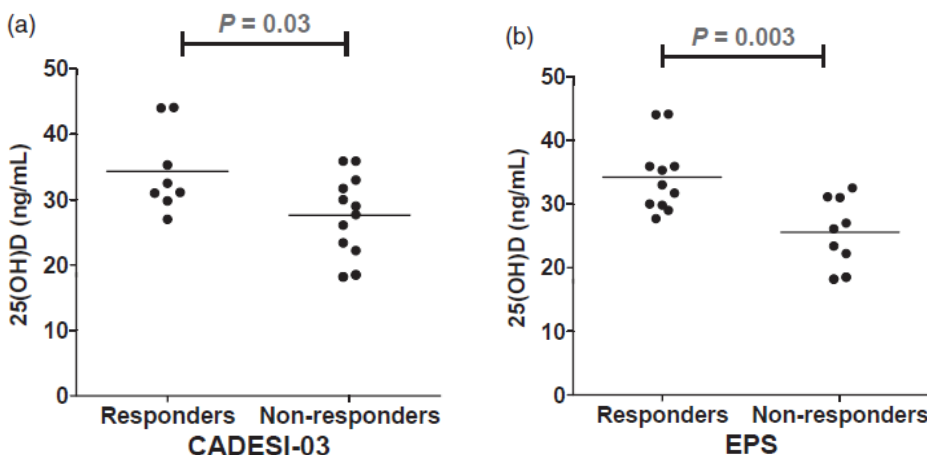 (a)
P = 0.03
25(OH)D (ng/mL)
50
40
30
20
10
0
Responders Non-responders
CADESI-03
(b)
P = 0.003
25(OH)D (ng/mL)
50
40
30
20
10
0
Responders Non-responders
EPS